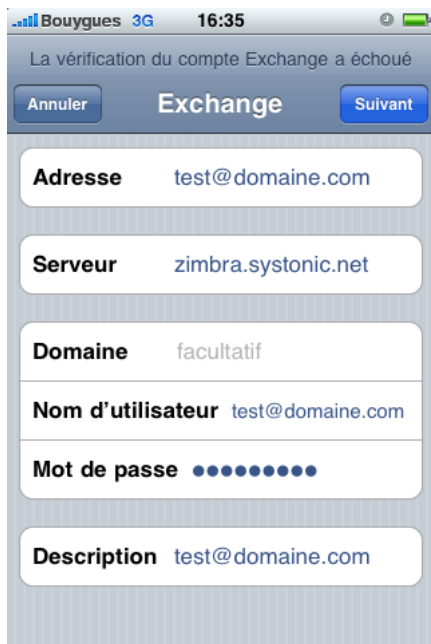 Bouygues 3G 16:35
La vérification du compte Exchange a échoué
Annuler Exchange Suivant
Adresse test@domaine.com
Serveur zimbra.systonic.net
Domaine facultatif
Nom d'utilisateur test@domaine.com
Mot de passe ●●●●●●●●●
Description test@domaine.com